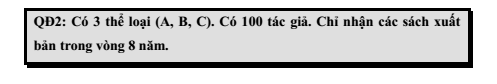 QĐ2: Có 3 thể loại (A, B, C). Có 100 tác giả. Chỉ nhận các sách xuất
bản trong vòng 8 năm.